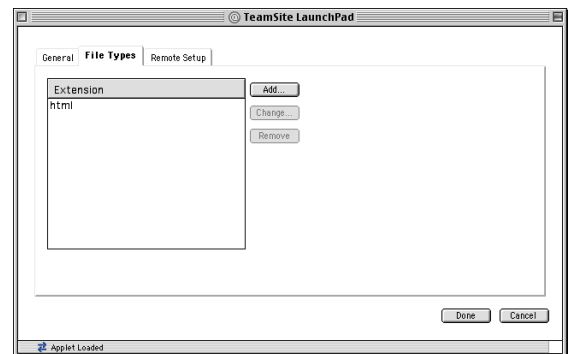 TeamSite LaunchPad
General File Types Remote Setup
Extension
html
Add...
Change...
Remove
Done Cancel
Applet Loaded